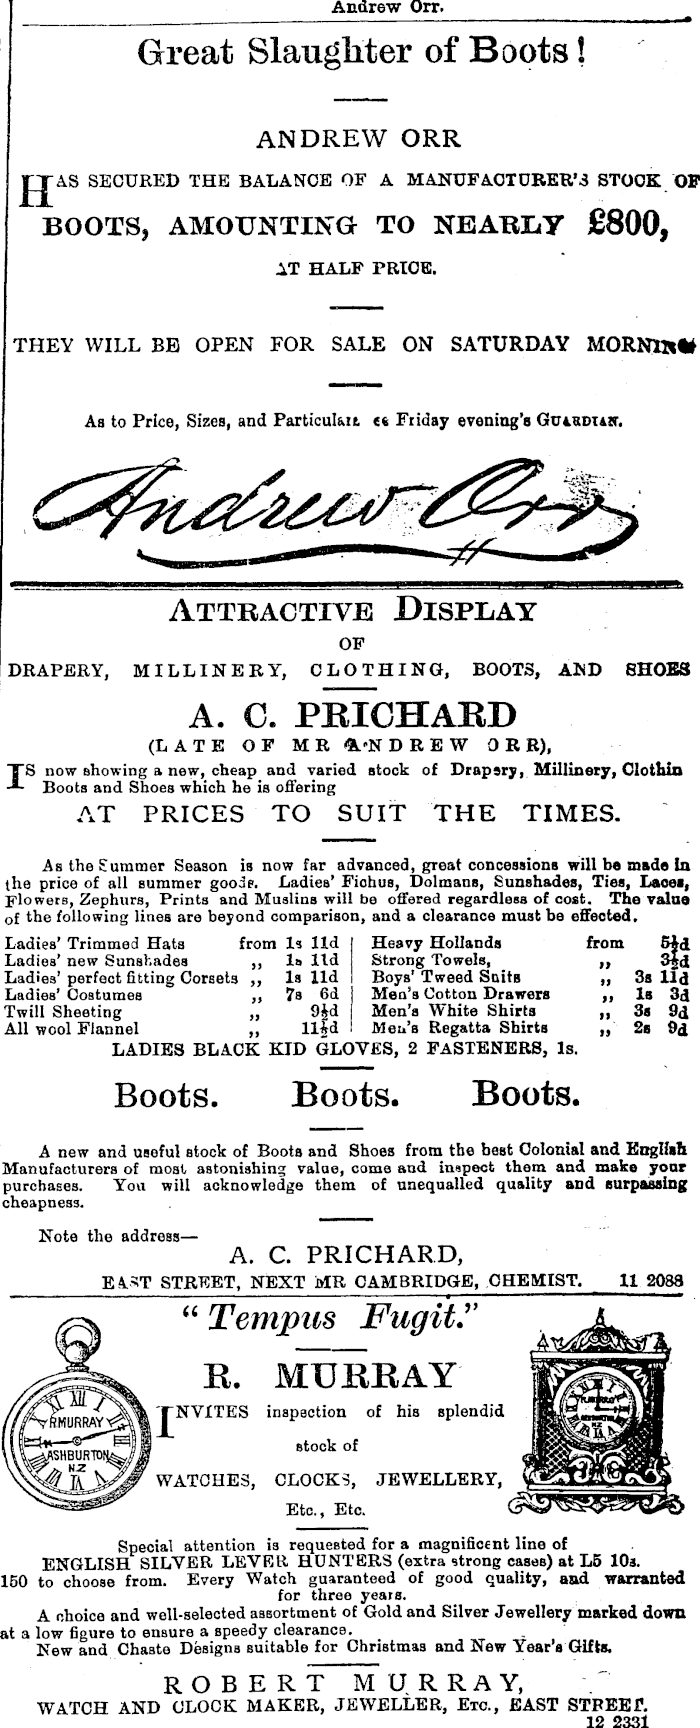 Andrew Orr.
Great Slaughter of Boots!
ANDREW ORR
HAS SECURED THE BALANCE OF A MANUFACTURER'S STOCK OF
BOOTS, AMOUNTING TO NEARLY £800,
AT HALF PRICE.
THEY WILL BE OPEN FOR SALE ON SATURDAY MORNING
As to Price, Sizes, and Particulars Friday evening's GUARDIAN.
Andrew Orr
ATTRACTIVE DISPLAY
OF
DRAPERY, MILLINERY, CLOTHING, BOOTS, AND SHOES
A. C. PRICHARD
(LATE OF MR ANDREW ORR),
IS now showing a new, cheap and varied stock of Drapery, Millinery, Clothin
Boots and Shoes which he is offering
AT PRICES TO SUIT THE TIMES.
As the Summer Season is now far advanced, great concessions will be made in
the price of all summer goods. Ladies' Fichus, Dolmans, Sunshades, Ties, Laces,
Flowers, Zephurs, Prints and Muslins will be offered regardless of cost. The value
of the following lines are beyond comparison, and a clearance must be effected.
Ladies' Trimmed Hats from 1s 11d
Ladies' new Sunshades ,, 1s 11d
Ladies' perfect fitting Corsets ,, 1s 11d
Ladies' Costumes ,, 7s 6d
Twill Sheeting ,, 9½d
All wool Flannel ,, 11½d
Heavy Hollands from 5½d
Strong Towels, ,, 3½d
Boys' Tweed Suits ,, 3s 11d
Men's Cotton Drawers ,, 1s 3d
Men's White Shirts ,, 3s 9d
Men's Regatta Shirts ,, 2s 9d
LADIES BLACK KID GLOVES, 2 FASTENERS, 1s.
Boots. Boots. Boots.
A new and useful stock of Boots and Shoes from the best Colonial and English
Manufacturers of most astonishing value, come and inspect them and make your
purchases. You will acknowledge them of unequalled quality and surpassing
cheapness.
Note the address—
A. C. PRICHARD,
EAST STREET, NEXT MR CAMBRIDGE, CHEMIST. 11 2088
"Tempus Fugit."
R. MURRAY
INVITES inspection of his splendid
stock of
WATCHES, CLOCKS, JEWELLERY,
Etc., Etc.
R MURRAY
ASHBURTON
N.Z
Special attention is requested for a magnificent line of
ENGLISH SILVER LEVER HUNTERS (extra strong cases) at L5 10s.
150 to choose from. Every Watch guaranteed of good quality, and warranted
for three years.
A choice and well-selected assortment of Gold and Silver Jewellery marked down
at a low figure to ensure a speedy clearance.
New and Chaste Designs suitable for Christmas and New Year's Gifts.
ROBERT MURRAY,
WATCH AND CLOCK MAKER, JEWELLER, ETC., EAST STREET.
12 2331